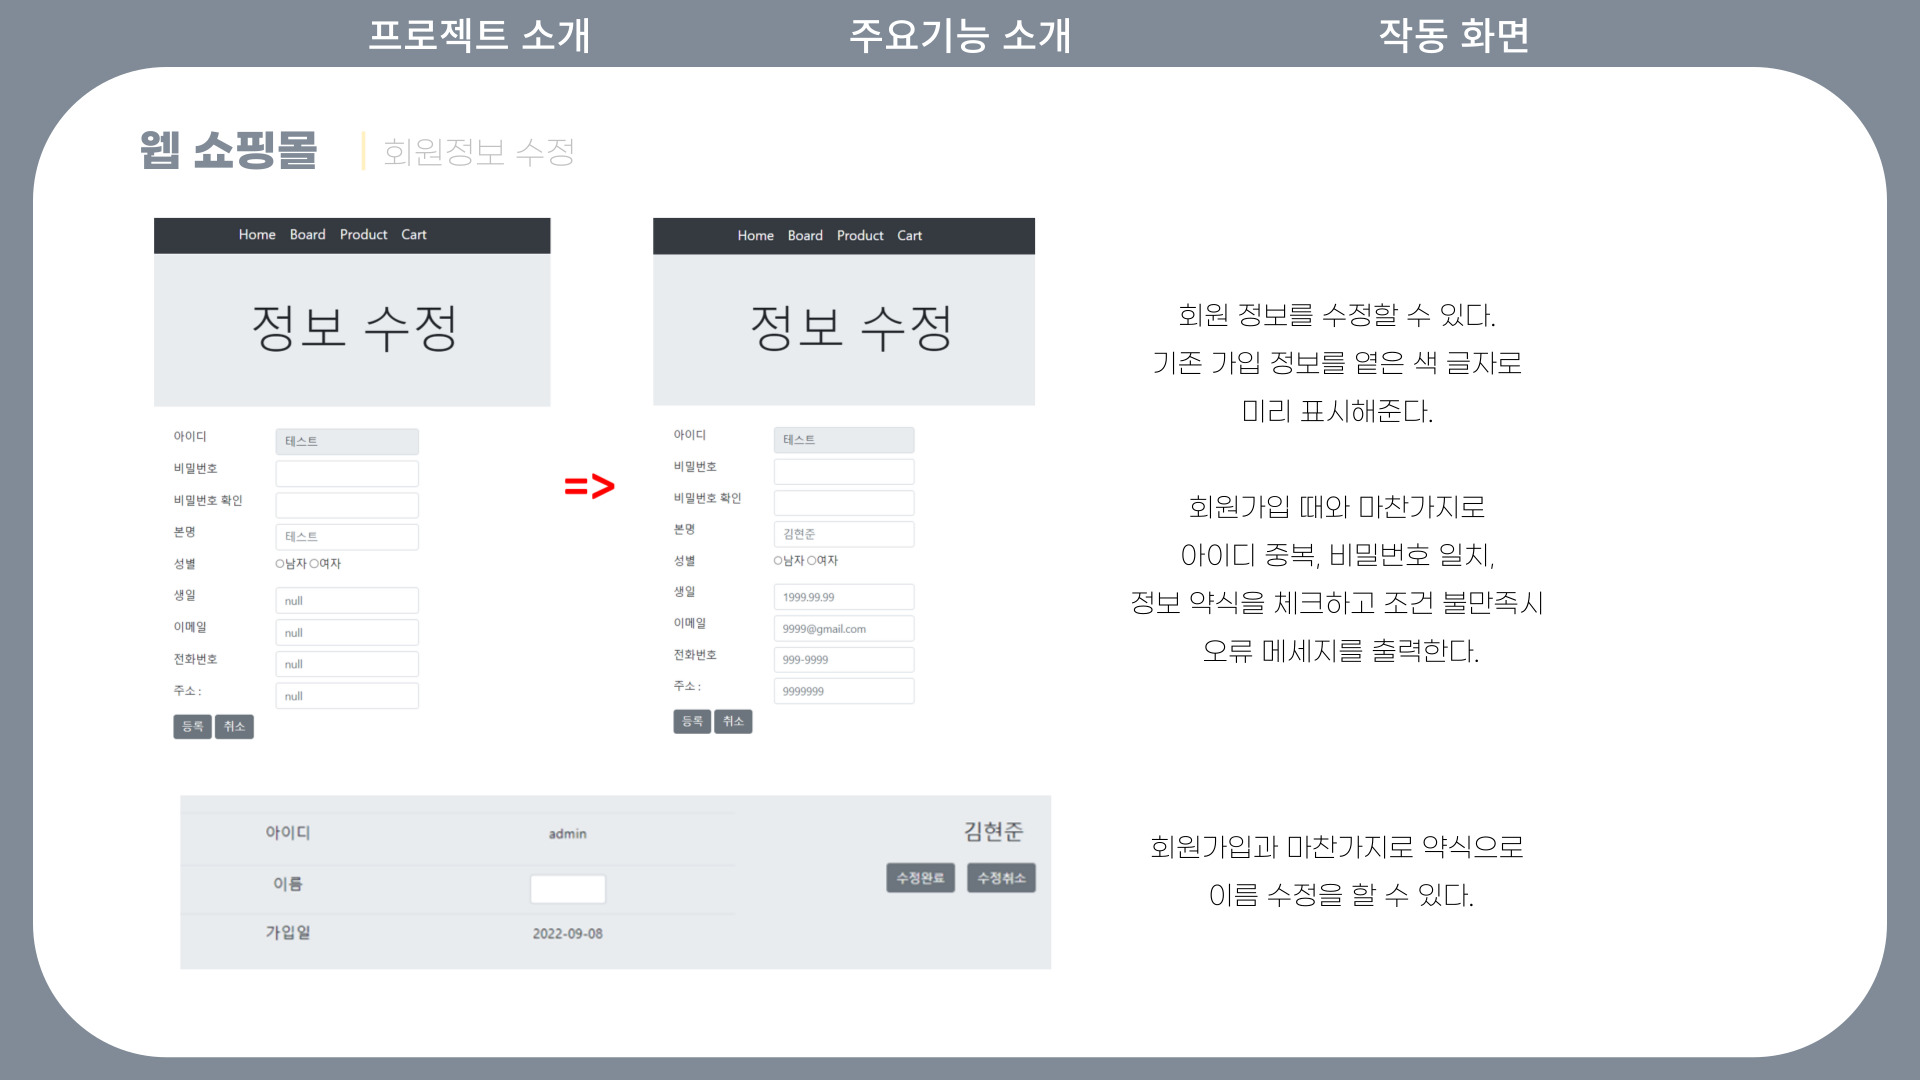 프로젝트 소개
주요기능 소개
작동 화면
웹 쇼핑몰
회원정보 수정
Home Board Product Cart
정보 수정
아이디 테스트
비밀번호
비밀번호 확인
본명 테스트
성별 ○남자 ○여자
생일 null
이메일 null
전화번호 null
주소 : null
등록 취소
=>
Home Board Product Cart
정보 수정
아이디 테스트
비밀번호
비밀번호 확인
본명 김현준
성별 ○남자 ○여자
생일 1999.99.99
이메일 9999@gmail.com
전화번호 999-9999
주소 : 9999999
등록 취소
회원 정보를 수정할 수 있다.
기존 가입 정보를 옅은 색 글자로
미리 표시해준다.
회원가입 때와 마찬가지로
아이디 중복, 비밀번호 일치,
정보 약식을 체크하고 조건 불만족시
오류 메세지를 출력한다.
아이디 admin
이름
가입일 2022-09-08
김현준
수정완료 수정취소
회원가입과 마찬가지로 약식으로
이름 수정을 할 수 있다.